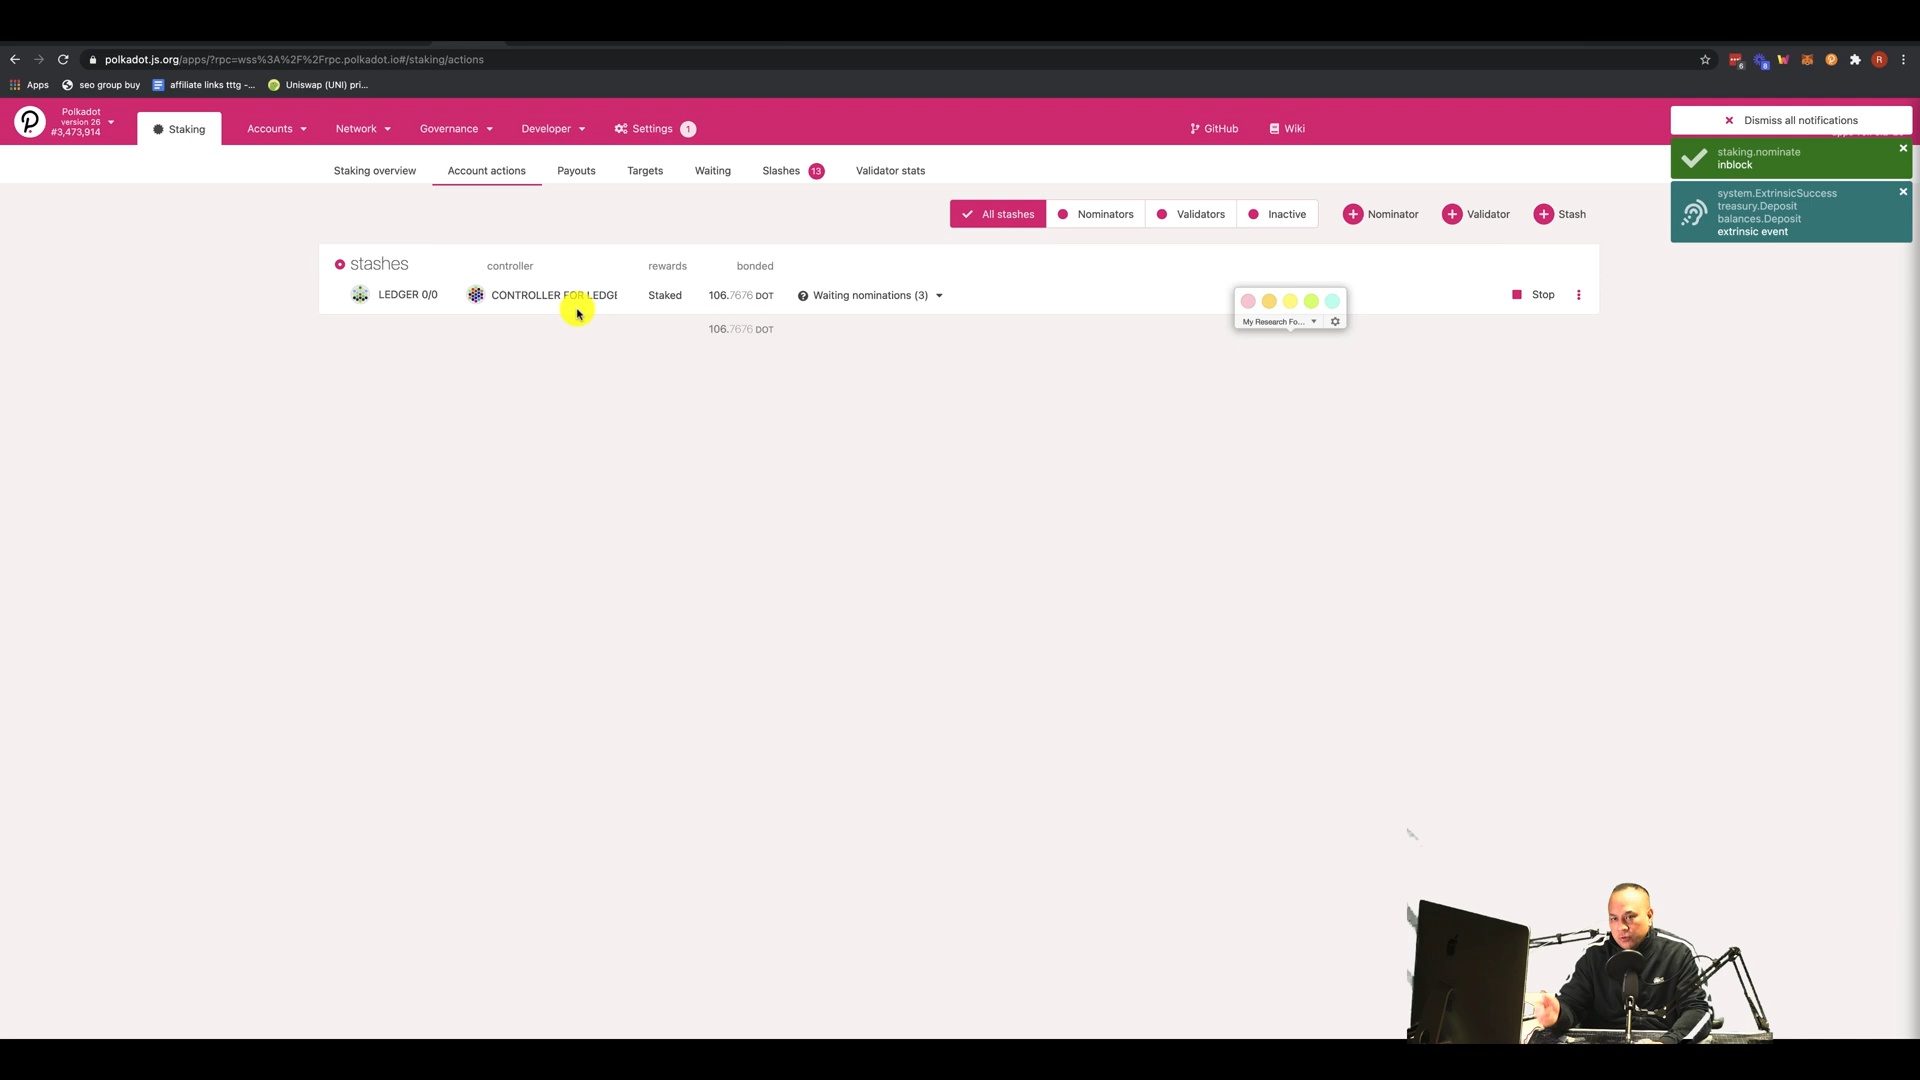 polkadot.js.org/apps/?rpc=wss%3A%2F%2Frpc.polkadot.io#/staking/actions
Apps
seo group buy
affiliate links tttg -...
Uniswap (UNI) pri...
6
8
R
Polkadot
version 26
#3,473,914
Staking
Accounts
Network
Governance
Developer
Settings
1
GitHub
Wiki
Dismiss all notifications
staking.nominate
inblock
Staking overview
Account actions
Payouts
Targets
Waiting
Slashes
13
Validator stats
system.ExtrinsicSuccess
treasury.Deposit
balances.Deposit
extrinsic event
All stashes
Nominators
Validators
Inactive
Nominator
Validator
Stash
stashes
controller
rewards
bonded
LEDGER 0/0
CONTROLLER FOR LEDGE
Staked
106.7676 DOT
Waiting nominations (3)
Stop
My Research Fo...
106.7676 DOT